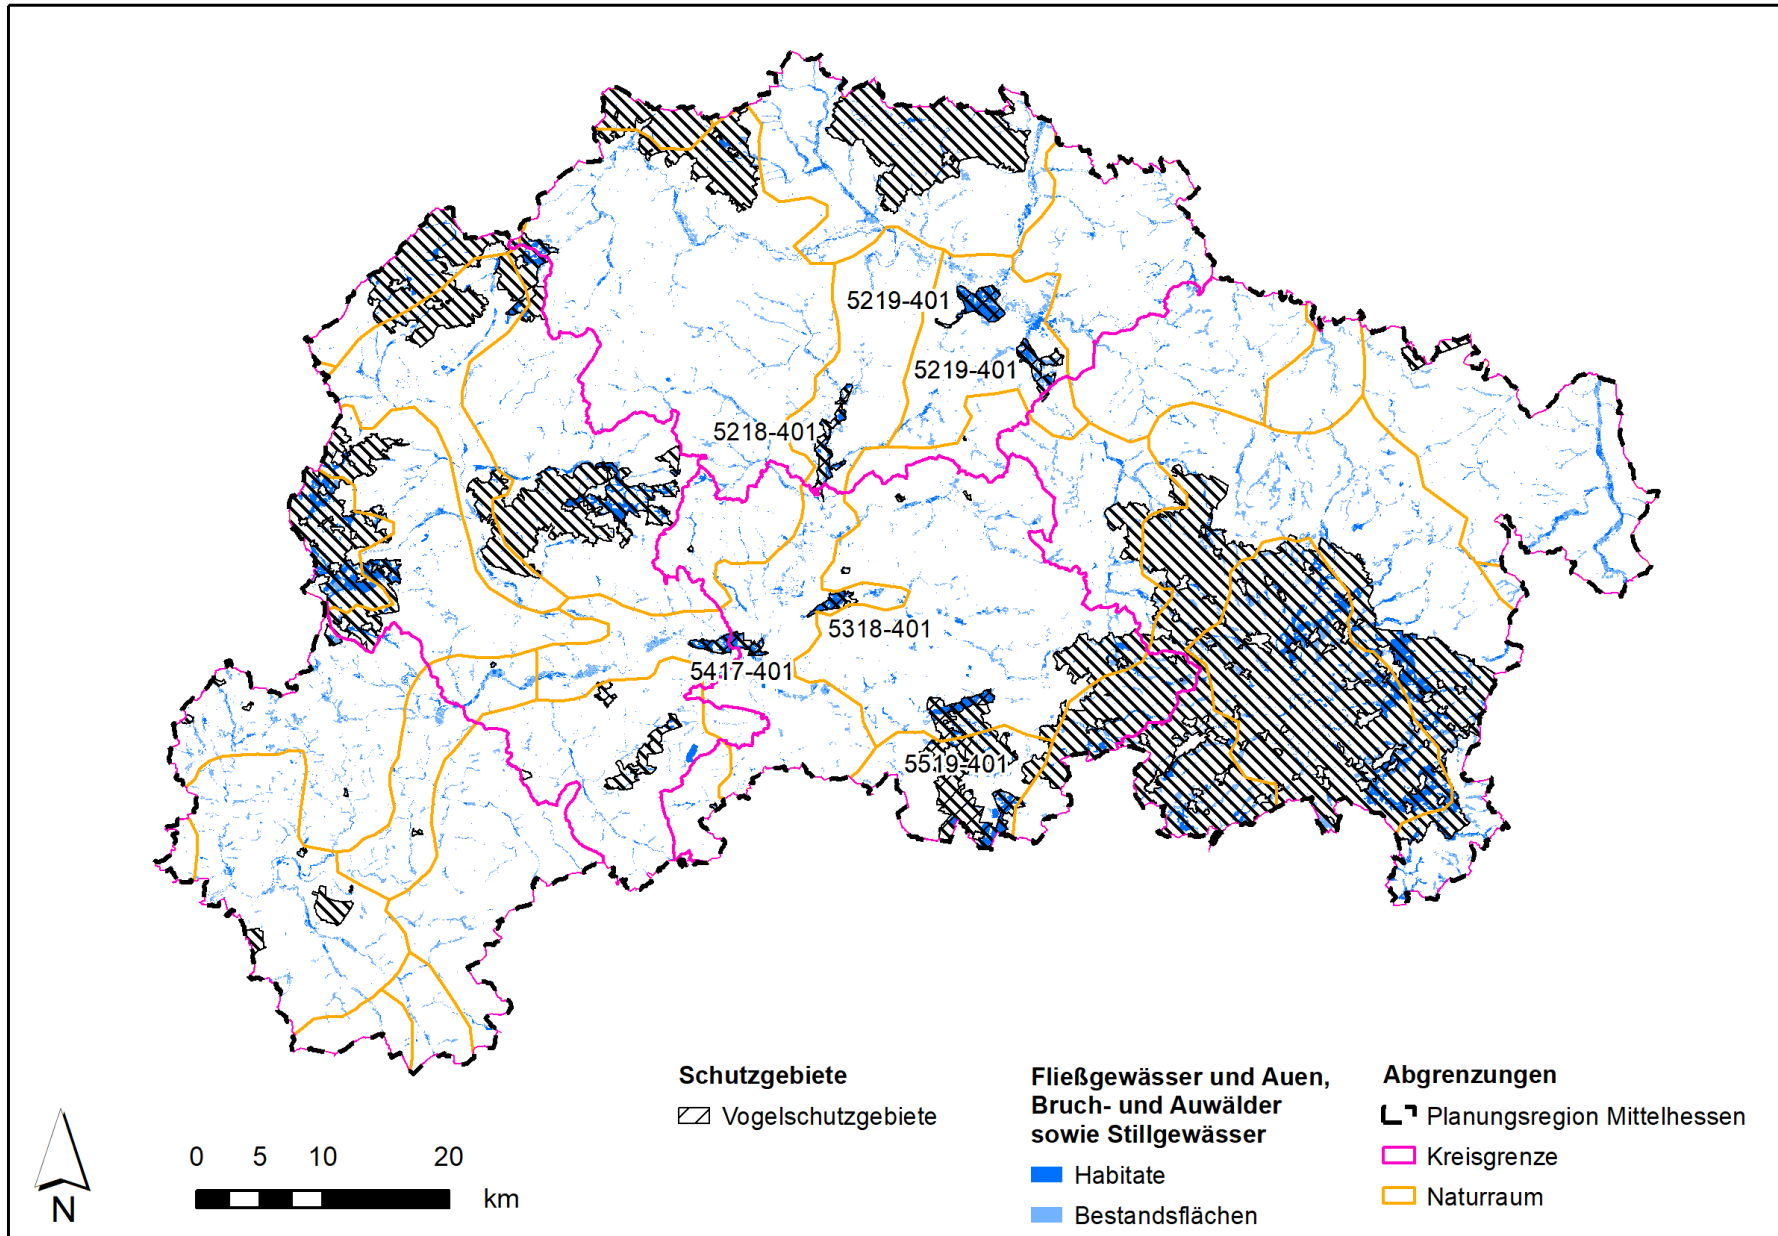 5219-401
5219-401
5218-401
5318-401
5417-401
5519-401
Schutzgebiete
Vogelschutzgebiete
Fließgewässer und Auen,
Bruch- und Auwälder
sowie Stillgewässer
Habitate
Bestandsflächen
Abgrenzungen
Planungsregion Mittelhessen
Kreisgrenze
Naturraum
0 5 10 20
km
N